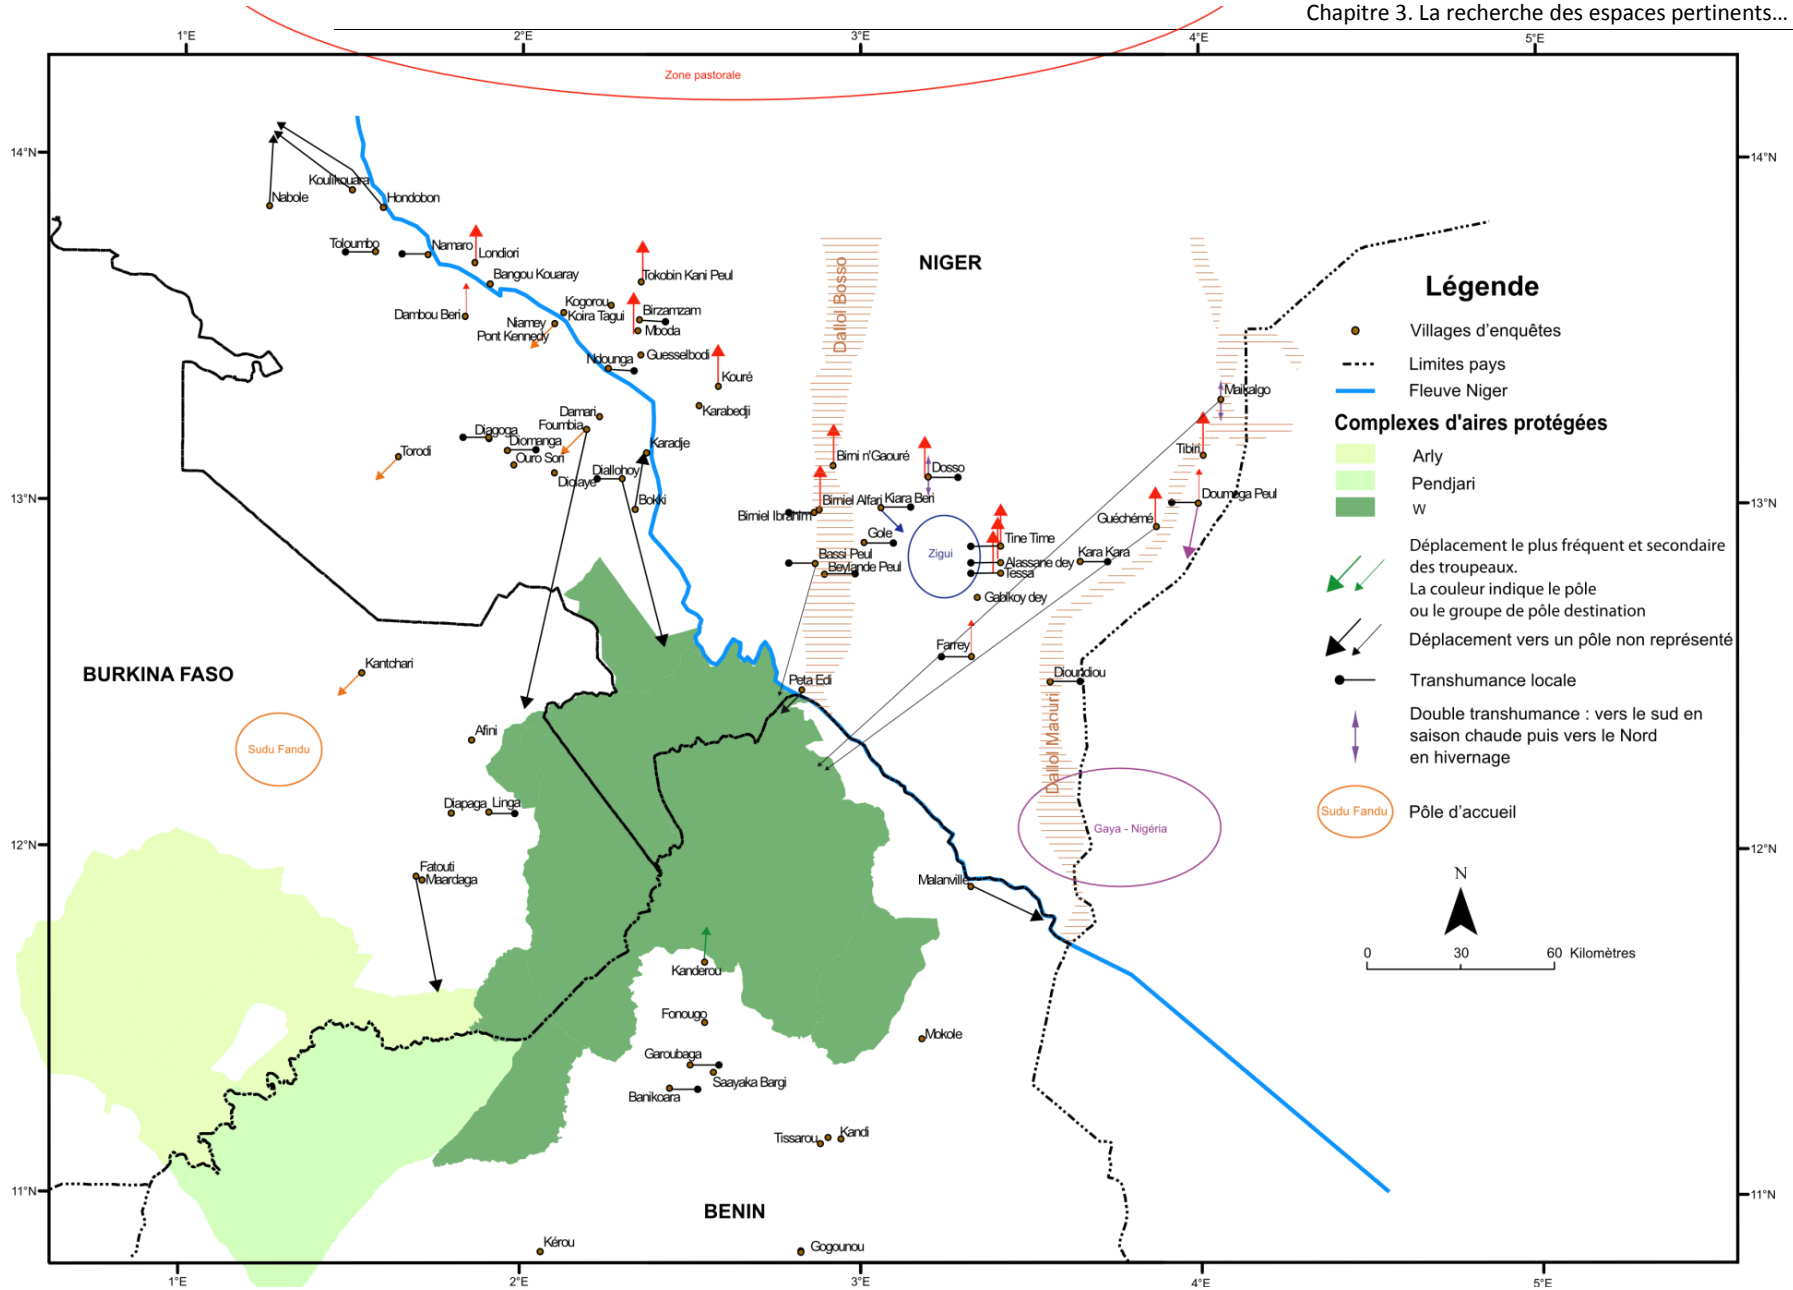 Chapitre 3. La recherche des espaces pertinents...
1°E
2°E
3°E
4°E
5°E
Zone pastorale
14°N
14°N
Koulikouara
Nabole
Hondobon
Toloumbo
Namaro
Londiori
Bangou Kouaray
Tokobin Kani Peul
NIGER
Dallol Bosso
Dambou Beri
Kogorou
Koira Tagui
Niamey
Pont Kennedy
Birzamzam
Mboda
Guesselbodi
Ndounga
Kouré
Karabedji
Damari
Foumbia
Diagoga
Diomanga
Ouro Sori
Torodi
Karadje
Diallohoy
Diolaye
Bokki
Maikalgo
Tibiri
Birni n'Gaouré
Dosso
Doumega Peul
13°N
13°N
Birniel Alfari
Kiara Beri
Birniel Ibrahim
Guéchémé
Gole
Zigui
Tine Time
Bassi Peul
Beylande Peul
Alassane dey
Tessa
Kara Kara
Gabikoy dey
Farrey
Dioundiou
Dallol Maouri
BURKINA FASO
Kantchari
Peta Edi
Sudu Fandu
Afini
Diapaga
Linga
Gaya - Nigéria
12°N
12°N
Fatouti
Maardaga
Malanville
Kanderou
Fonougo
Mokole
Garoubaga
Saayaka Bargi
Banikoara
Tissarou
Kandi
11°N
11°N
BENIN
Kérou
Gogounou
1°E
2°E
3°E
4°E
5°E
Légende
Villages d'enquêtes
Limites pays
Fleuve Niger
Complexes d'aires protégées
Arly
Pendjari
W
Déplacement le plus fréquent et secondaire
des troupeaux.
La couleur indique le pôle
ou le groupe de pôle destination
Déplacement vers un pôle non représenté
Transhumance locale
Double transhumance : vers le sud en
saison chaude puis vers le Nord
en hivernage
Sudu Fandu
Pôle d'accueil
N
0
30
60
Kilomètres